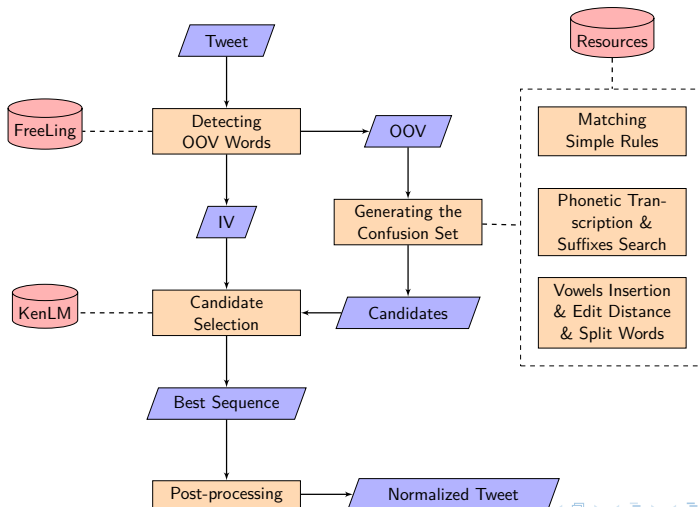 Tweet
Resources
FreeLing
Detecting
OOV Words
OOV
Matching
Simple Rules
IV
Generating the
Confusion Set
Phonetic Tran-
scription &
Suffixes Search
KenLM
Candidate
Selection
Candidates
Vowels Insertion
& Edit Distance
& Split Words
Best Sequence
Post-processing
Normalized Tweet